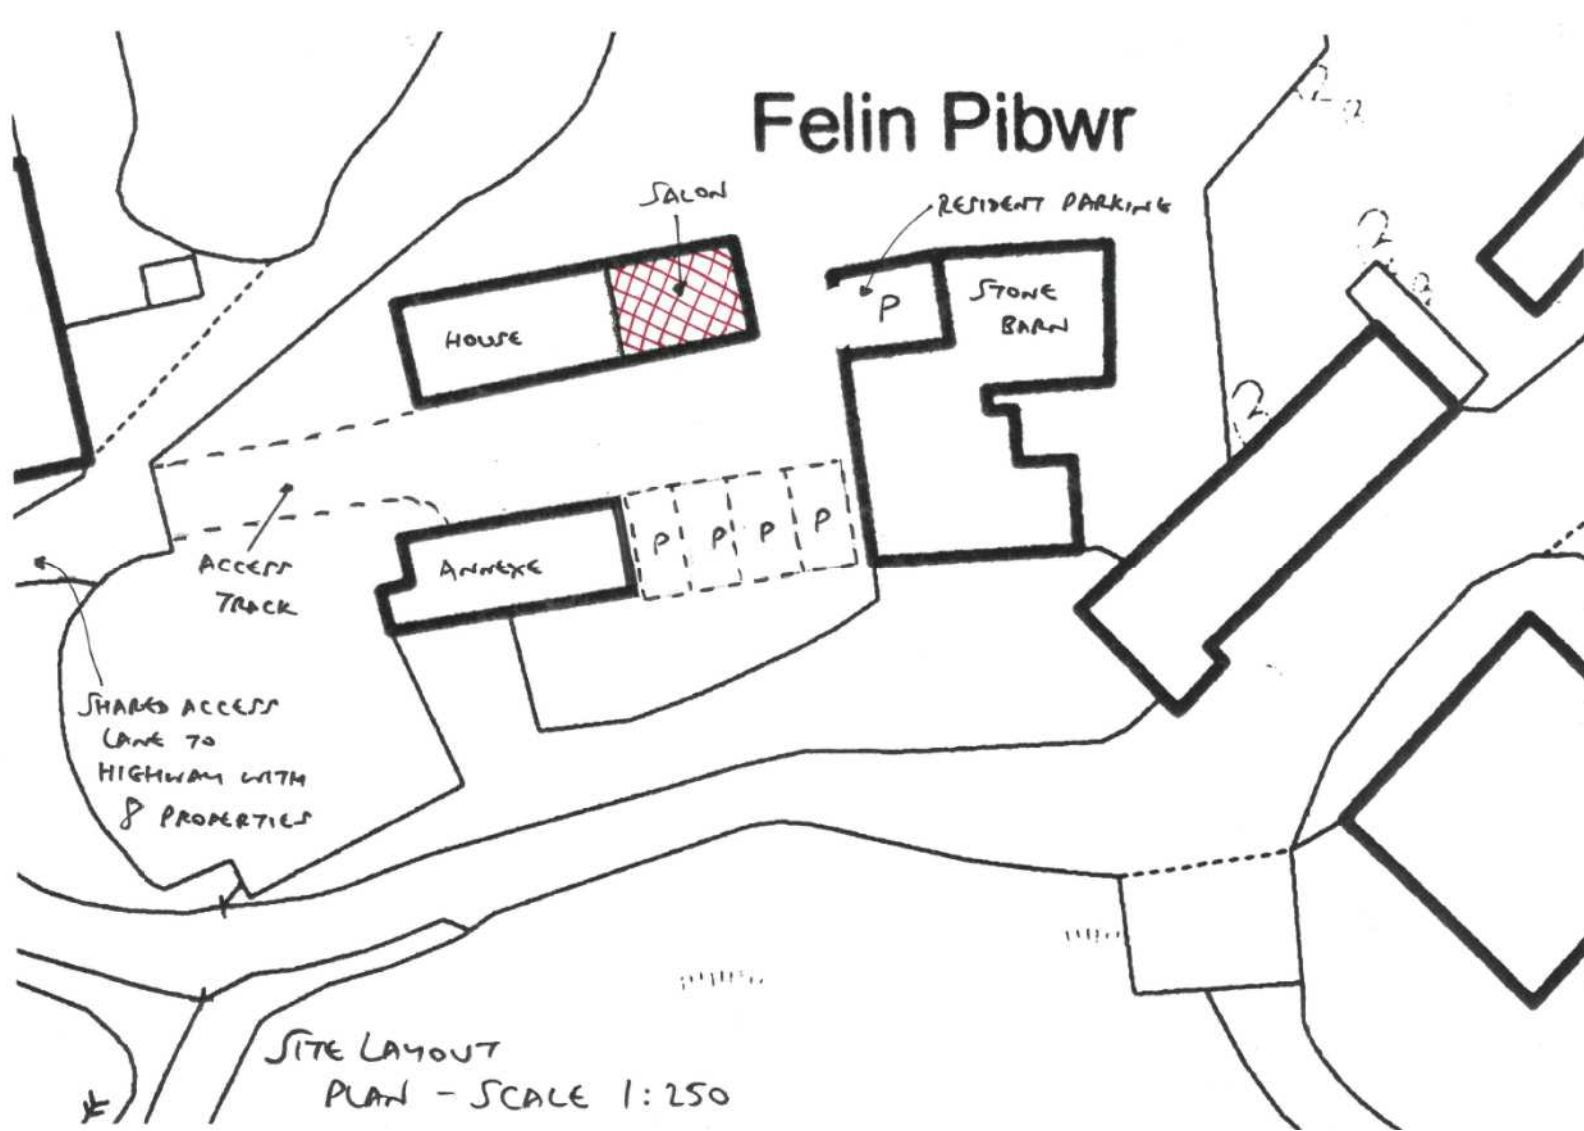 Felin Pibwr
SALON
RESIDENT PARKING
P
STONE
BARN
HOUSE
P
P
P
P
ANNEXE
ACCESS
TRACK
SHARED ACCESS
LANE TO
HIGHWAY WITH
8 PROPERTIES
SITE LAYOUT
PLAN - SCALE 1:250